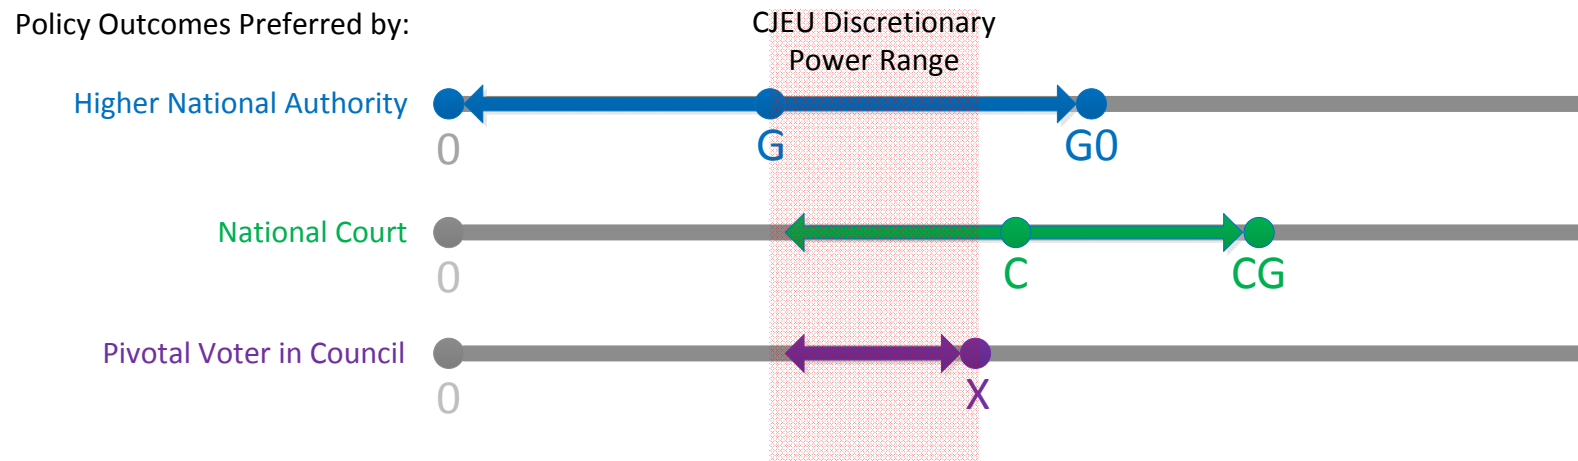 Policy Outcomes Preferred by:
CJEU Discretionary
Power Range
Higher National Authority
0
G
G0
National Court
0
C
CG
Pivotal Voter in Council
0
X